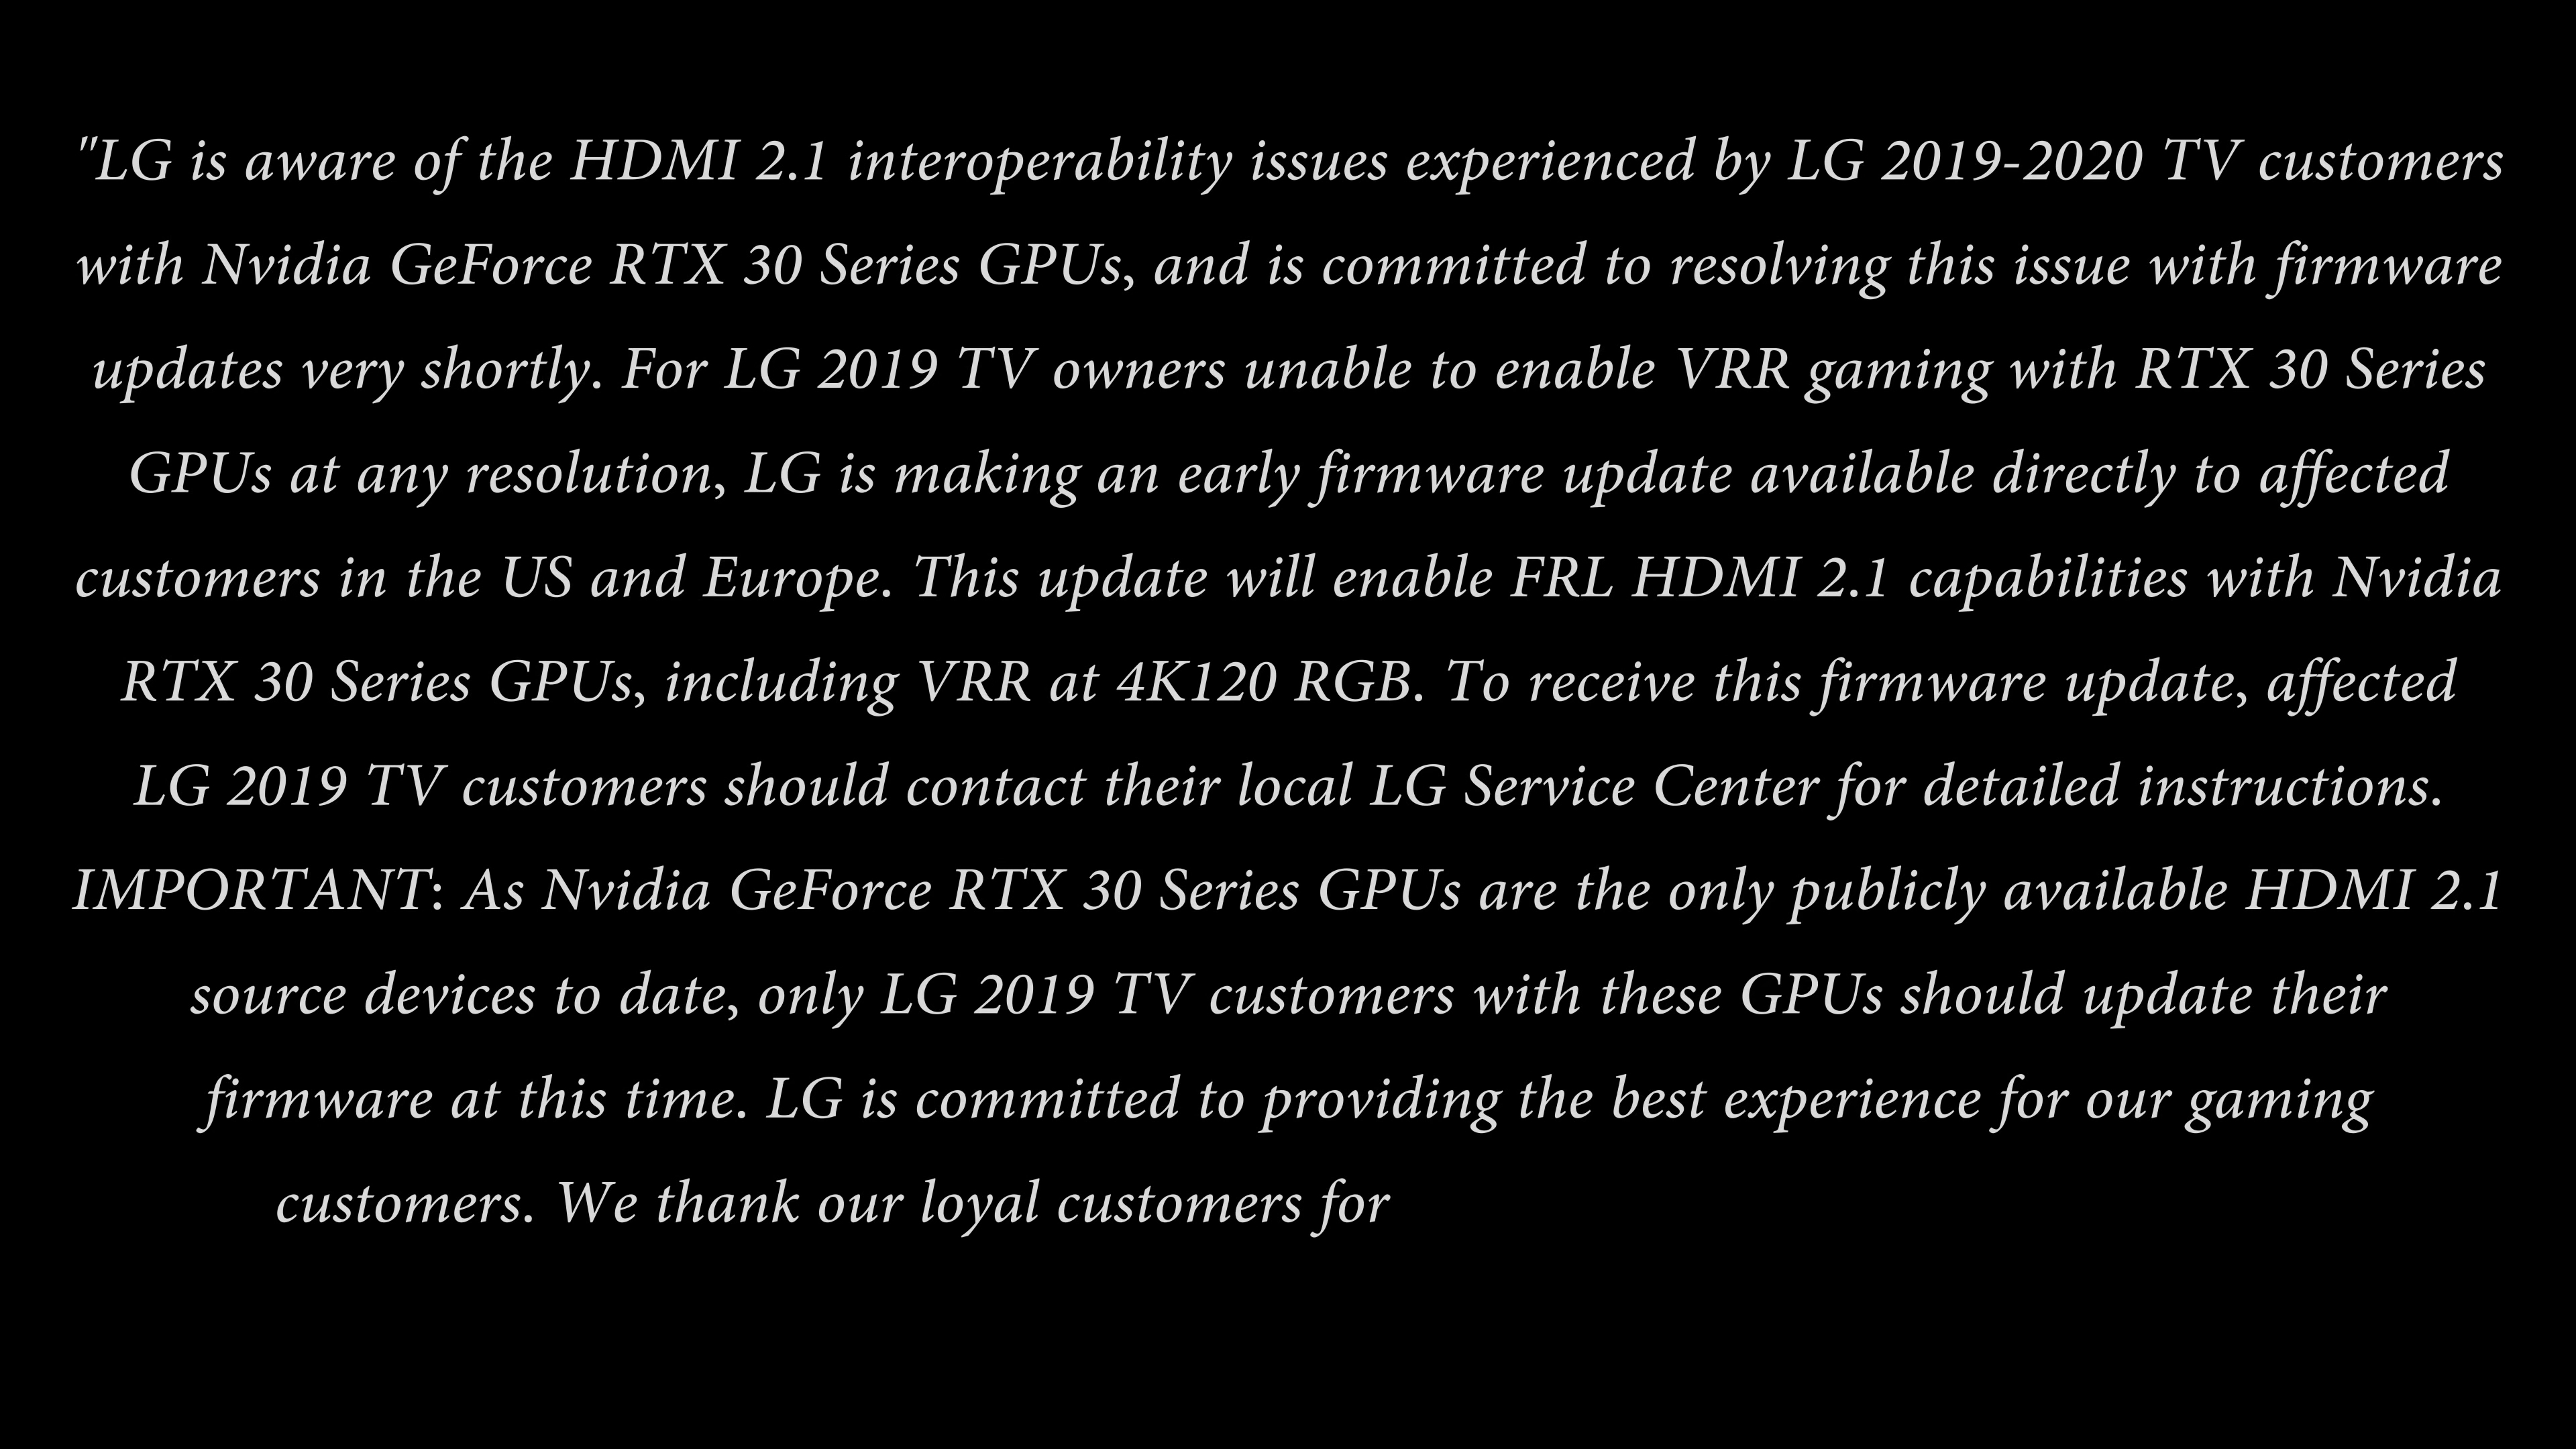 "LG is aware of the HDMI 2.1 interoperability issues experienced by LG 2019-2020 TV customers
with Nvidia GeForce RTX 30 Series GPUs, and is committed to resolving this issue with firmware
updates very shortly. For LG 2019 TV owners unable to enable VRR gaming with RTX 30 Series
GPUs at any resolution, LG is making an early firmware update available directly to affected
customers in the US and Europe. This update will enable FRL HDMI 2.1 capabilities with Nvidia
RTX 30 Series GPUs, including VRR at 4K120 RGB. To receive this firmware update, affected
LG 2019 TV customers should contact their local LG Service Center for detailed instructions.
IMPORTANT: As Nvidia GeForce RTX 30 Series GPUs are the only publicly available HDMI 2.1
source devices to date, only LG 2019 TV customers with these GPUs should update their
firmware at this time. LG is committed to providing the best experience for our gaming
customers. We thank our loyal customers for